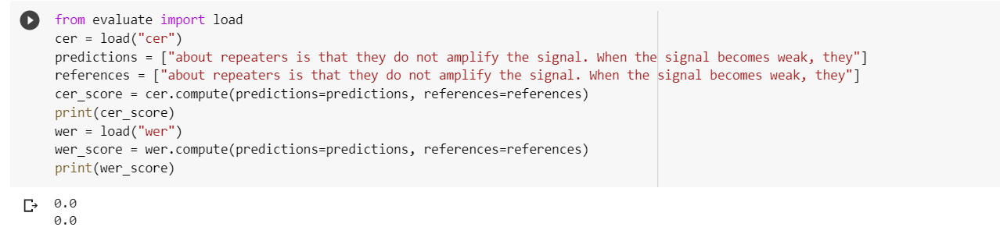 from evaluate import load
cer = load("cer")
predictions = ["about repeaters is that they do not amplify the signal. When the signal becomes weak, they"]
references = ["about repeaters is that they do not amplify the signal. When the signal becomes weak, they"]
cer_score = cer.compute(predictions=predictions, references=references)
print(cer_score)
wer = load("wer")
wer_score = wer.compute(predictions=predictions, references=references)
print(wer_score)
0.0
0.0